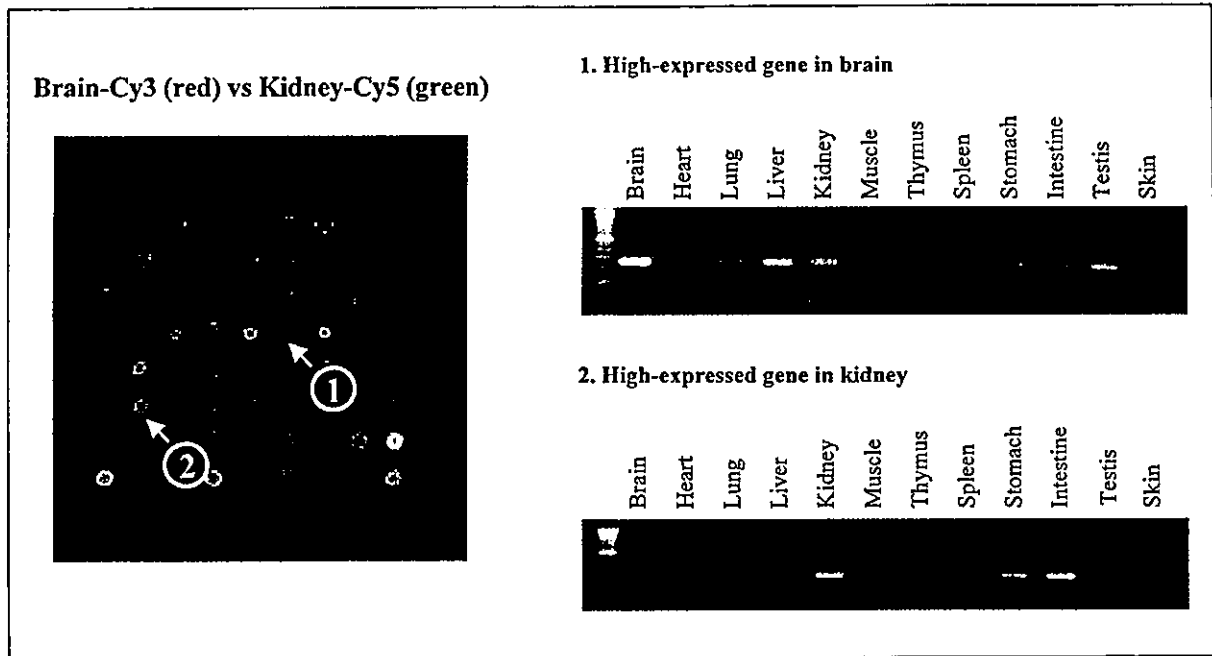 Brain-Cy3 (red) vs Kidney-Cy5 (green)
1
2
1. High-expressed gene in brain
Brain Heart Lung Liver Kidney Muscle Thymus Spleen Stomach Intestine Testis Skin
2. High-expressed gene in kidney
Brain Heart Lung Liver Kidney Muscle Thymus Spleen Stomach Intestine Testis Skin